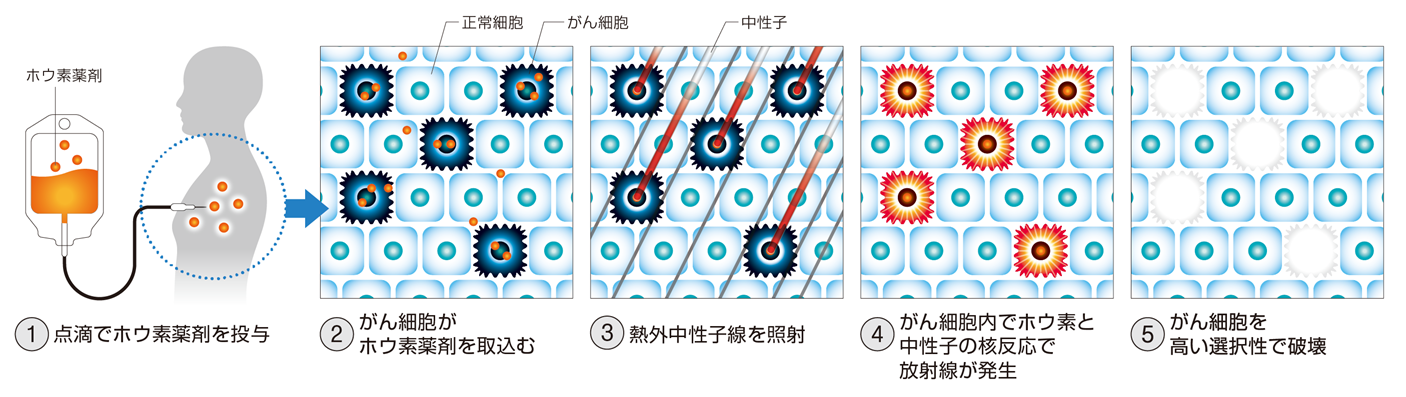 正常細胞
がん細胞
中性子
ホウ素薬剤
1 点滴でホウ素薬剤を投与
2 がん細胞が
ホウ素薬剤を取込む
3 熱外中性子線を照射
4 がん細胞内でホウ素と
中性子の核反応で
放射線が発生
5 がん細胞を
高い選択性で破壊